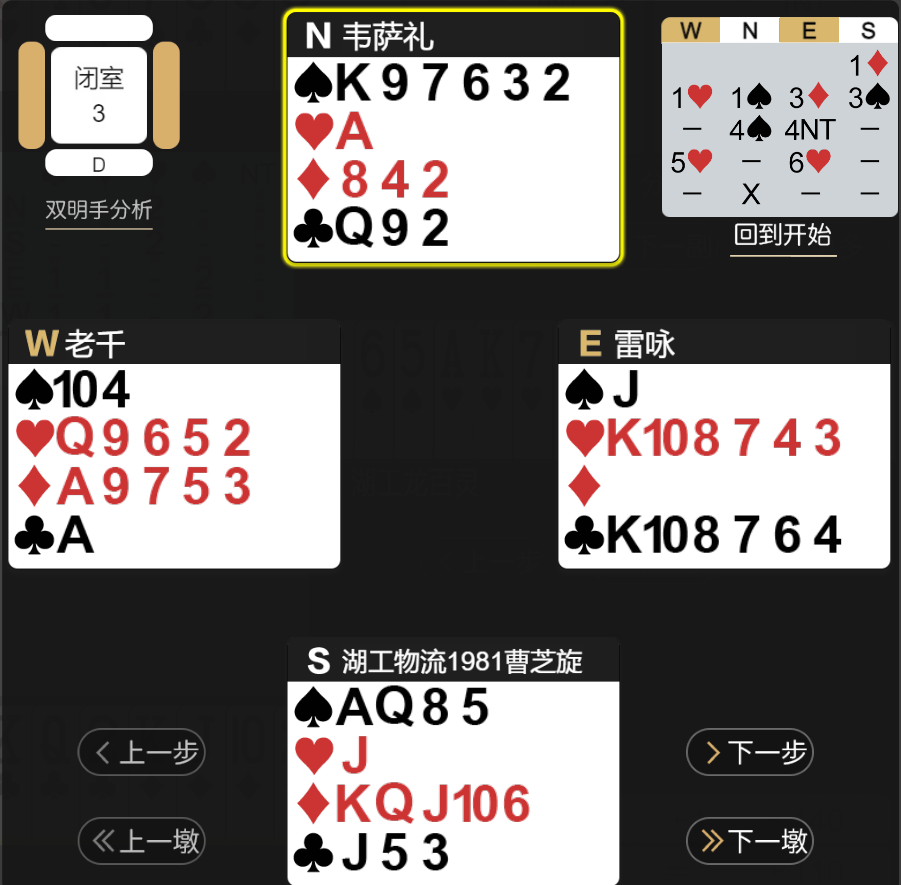 闭室
3
D
双明手分析
N 韦萨礼
♠K 9 7 6 3 2
♥A
♦8 4 2
♣Q 9 2
W N E S
1♦
1♥ 1♠ 3♦ 3♠
– 4♠ 4NT –
5♥ – 6♥ –
– X – –
回到开始
W 老千
♠10 4
♥Q 9 6 5 2
♦A 9 7 5 3
♣A
E 雷咏
♠J
♥K 10 8 7 4 3
♦
♣K 10 8 7 6 4
S 湖工物流1981曹芝旋
♠A Q 8 5
♥J
♦K Q J 10 6
♣J 5 3
上一步
下一步
上一墩
下一墩